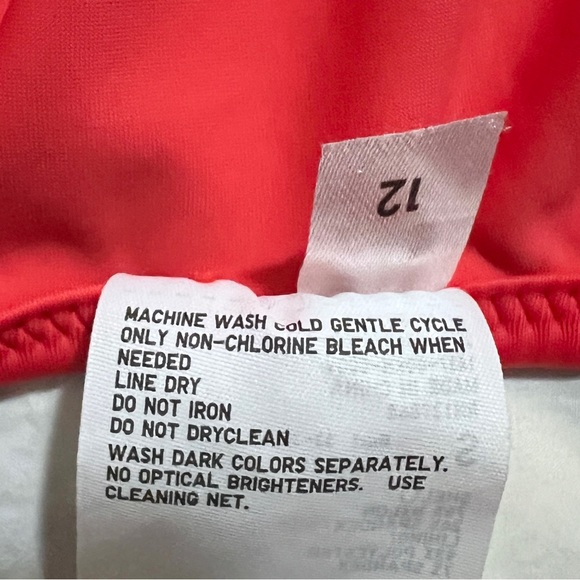 12
MACHINE WASH COLD GENTLE CYCLE
ONLY NON-CHLORINE BLEACH WHEN
NEEDED
LINE DRY
DO NOT IRON
DO NOT DRYCLEAN
WASH DARK COLORS SEPARATELY.
NO OPTICAL BRIGHTENERS. USE
CLEANING NET.